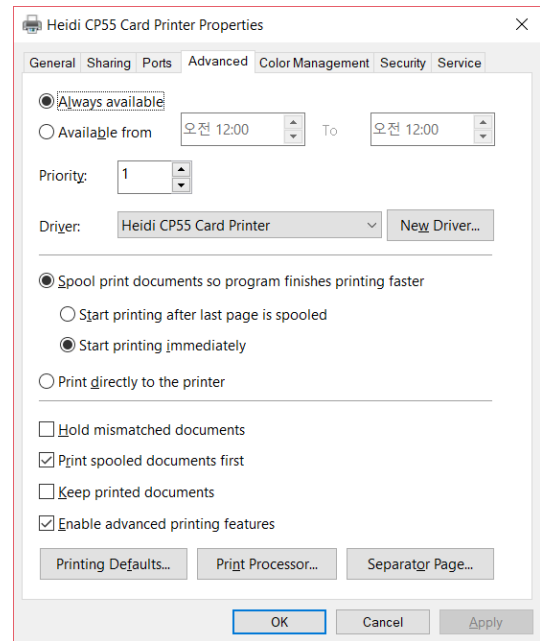 Heidi CP55 Card Printer Properties
General Sharing Ports Advanced Color Management Security Service
Always available
Available from 오전 12:00 To 오전 12:00
Priority: 1
Driver: Heidi CP55 Card Printer New Driver...
Spool print documents so program finishes printing faster
Start printing after last page is spooled
Start printing immediately
Print directly to the printer
Hold mismatched documents
Print spooled documents first
Keep printed documents
Enable advanced printing features
Printing Defaults... Print Processor... Separator Page...
OK Cancel Apply